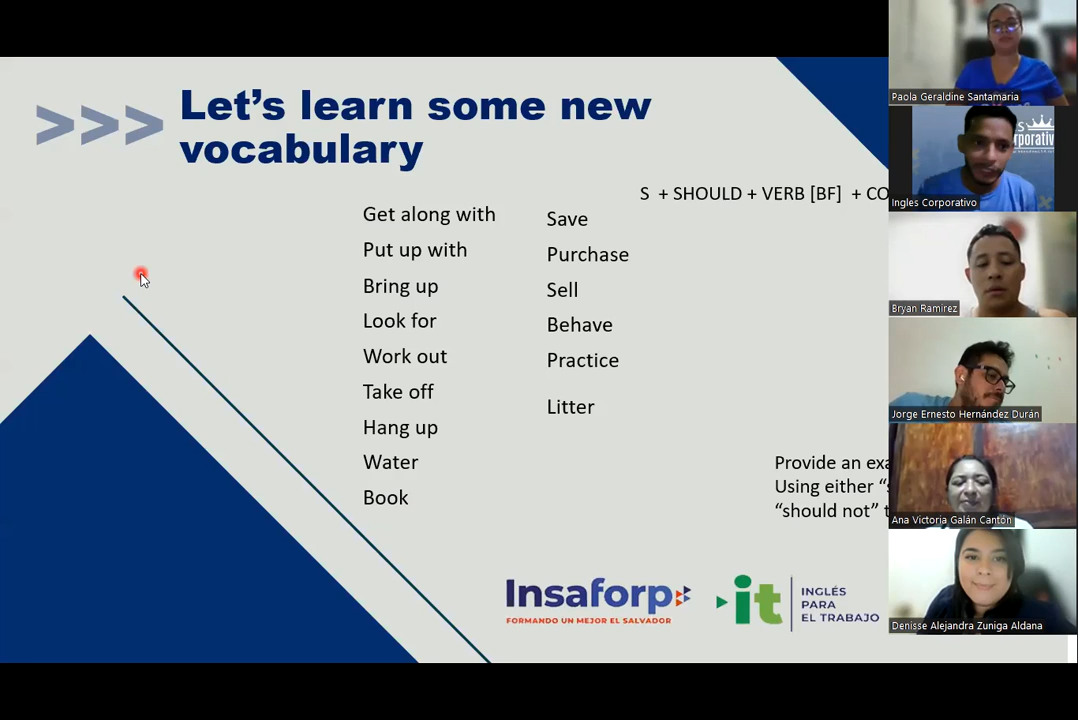 >>> Let's learn some new
vocabulary
S + SHOULD + VERB [BF] + CO
Get along with
Put up with
Bring up
Look for
Work out
Take off
Hang up
Water
Book
Save
Purchase
Sell
Behave
Practice
Litter
Provide an exa
Using either “s
“should not” t
Insaforp
FORMANDO UN MEJOR EL SALVADOR
it
INGLÉS
PARA
EL TRABAJO
Paola Geraldine Santamaria
Ingles Corporativo
Bryan Ramirez
Jorge Ernesto Hernández Durán
Ana Victoria Galán Cantón
Denisse Alejandra Zuniga Aldana